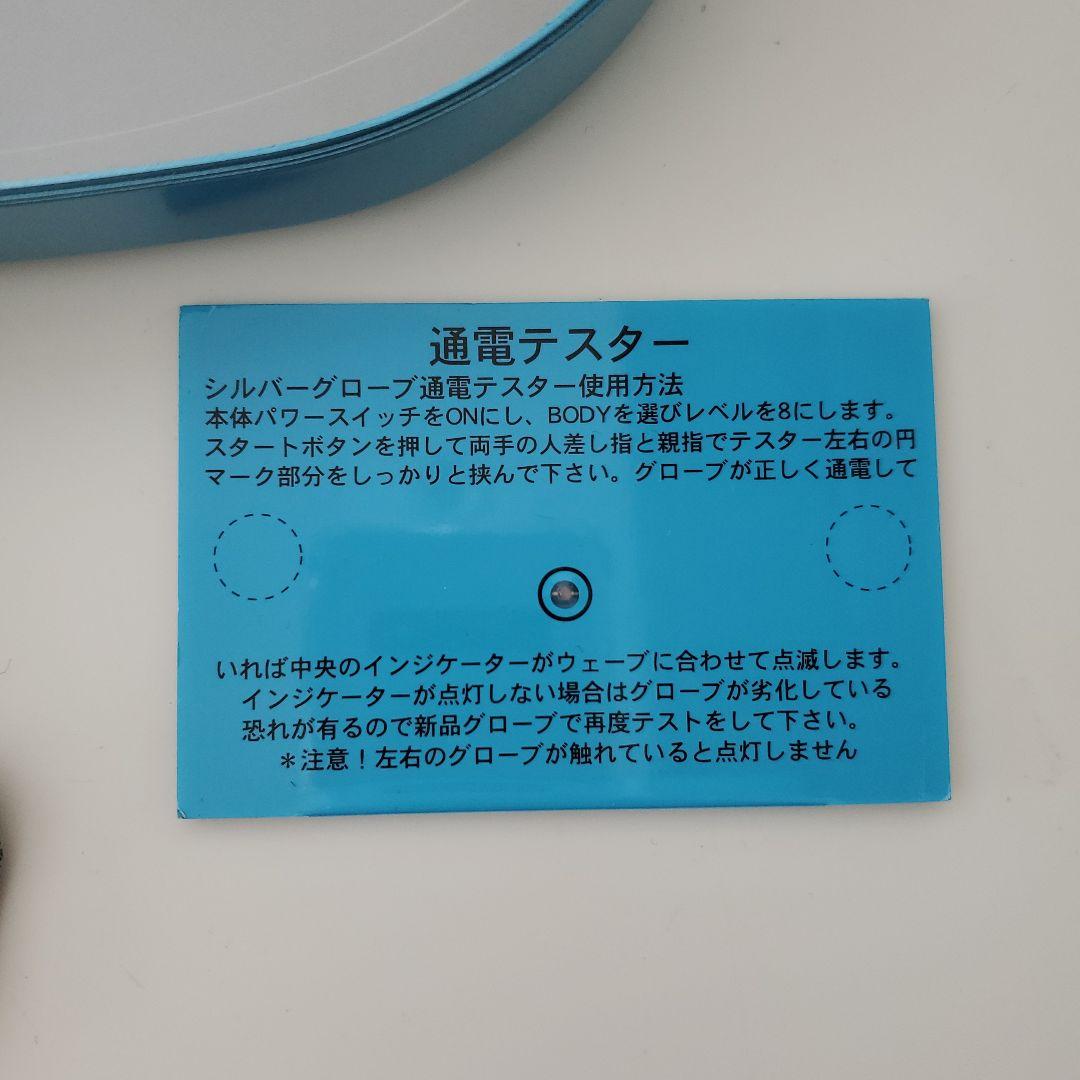 通電テスター
シルバーグローブ通電テスター使用方法
本体パワースイッチをONにし、BODYを選びレベルを8にします。
スタートボタンを押して両手の人差し指と親指でテスター左右の円
マーク部分をしっかりと挟んで下さい。グローブが正しく通電して
いれば中央のインジケーターがウェーブに合わせて点滅します。
インジケーターが点灯しない場合はグローブが劣化している
恐れが有るので新品グローブで再度テストをして下さい。
＊注意！左右のグローブが触れていると点灯しません